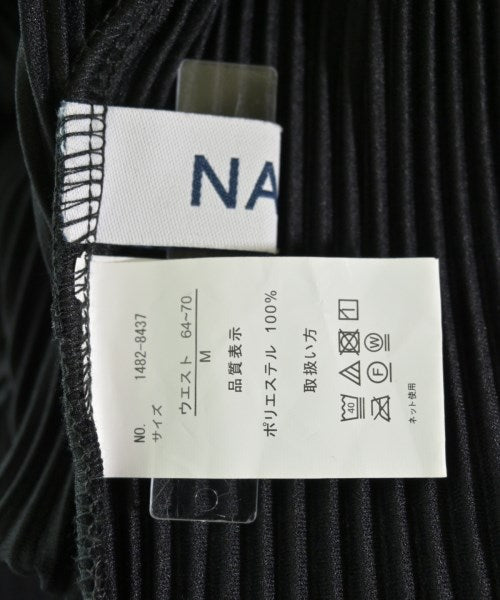 NA
NO. 1482-8437
サイズ
ウエスト 64~70
M
品質表示
ポリエステル 100%
取扱い方
40
F
W
ネット使用